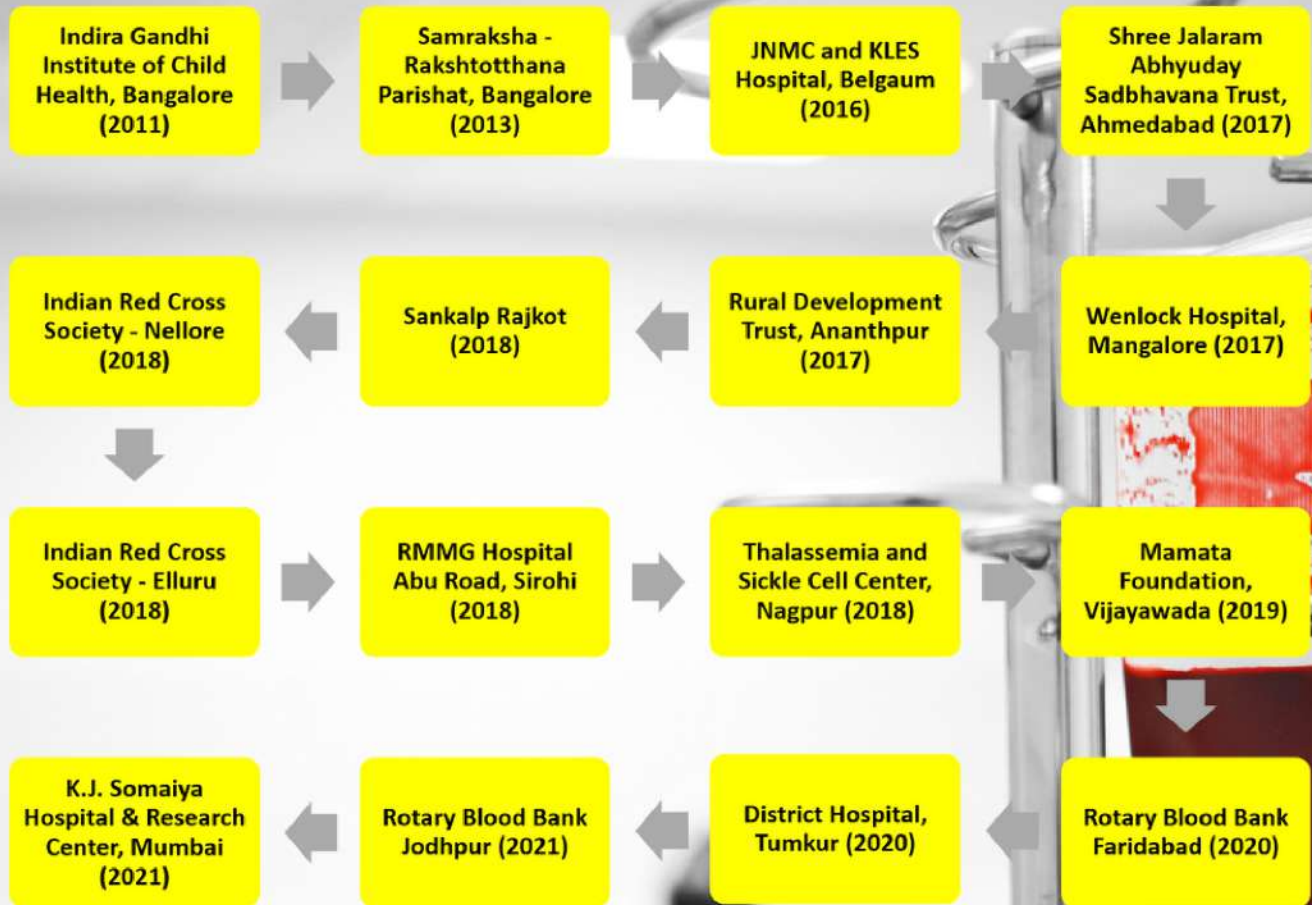 Indira Gandhi
Institute of Child
Health, Bangalore
(2011)
Samraksha -
Rakshtotthana
Parishat, Bangalore
(2013)
JNMC and KLES
Hospital, Belgaum
(2016)
Shree Jalaram
Abhyuday
Sadbhavana Trust,
Ahmedabad (2017)
Wenlock Hospital,
Mangalore (2017)
Rural Development
Trust, Ananthpur
(2017)
Sankalp Rajkot
(2018)
Indian Red Cross
Society - Nellore
(2018)
Indian Red Cross
Society - Elluru
(2018)
RMMG Hospital
Abu Road, Sirohi
(2018)
Thalassemia and
Sickle Cell Center,
Nagpur (2018)
Mamata
Foundation,
Vijayawada (2019)
Rotary Blood Bank
Faridabad (2020)
District Hospital,
Tumkur (2020)
Rotary Blood Bank
Jodhpur (2021)
K.J. Somaiya
Hospital & Research
Center, Mumbai
(2021)